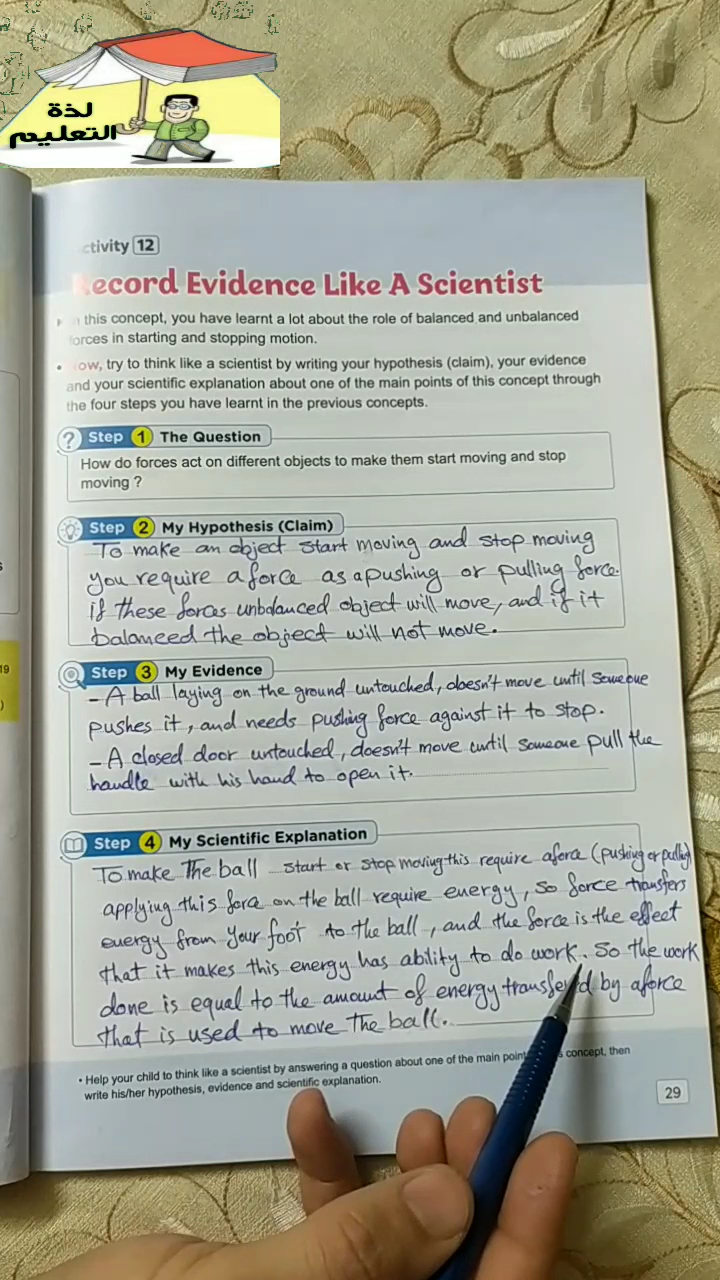 لذة
التعليم
ctivity 12
ecord Evidence Like A Scientist
this concept, you have learnt a lot about the role of balanced and unbalanced
forces in starting and stopping motion.
ow, try to think like a scientist by writing your hypothesis (claim), your evidence
and your scientific explanation about one of the main points of this concept through
the four steps you have learnt in the previous concepts.
? Step 1 The Question
How do forces act on different objects to make them start moving and stop
moving ?
Step 2 My Hypothesis (Claim)
To make an object start moving and stop moving
you require a force as a pushing or pulling force.
if these forces unbalanced object will move, and if it
balanced the object will not move.
Step 3 My Evidence
- A ball laying on the ground untouched, doesn't move until someone
pushes it, and needs pushing force against it to stop.
- A closed door untouched, doesn't move until someone pull the
handle with his hand to open it.
Step 4 My Scientific Explanation
To make The ball start or stop moving this require a force (pushing or pulling)
applying this force on the ball require energy, so force transfers
energy from your foot to the ball, and the force is the effect
that it makes this energy has ability to do work. So the work
done is equal to the amount of energy transfered by a force
that is used to move The ball.
• Help your child to think like a scientist by answering a question about one of the main concept, then
write his/her hypothesis, evidence and scientific explanation.
29
19
)
s